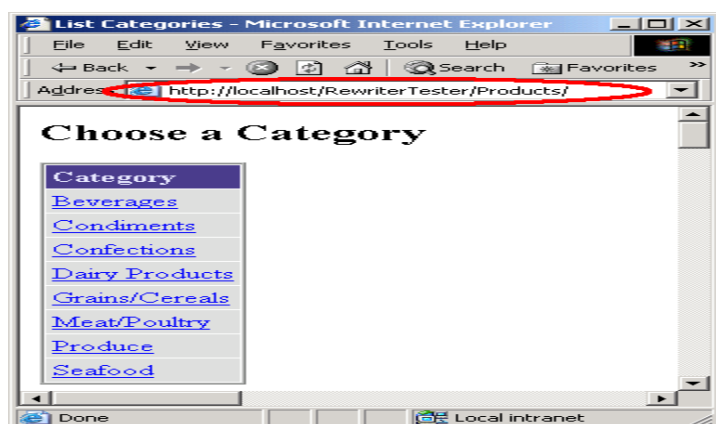 List Categories - Microsoft Internet Explorer
File Edit View Favorites Tools Help
Back Search Favorites »
Address http://localhost/RewriterTester/Products/
Choose a Category
Category
Beverages
Condiments
Confections
Dairy Products
Grains/Cereals
Meat/Poultry
Produce
Seafood
Done Local intranet